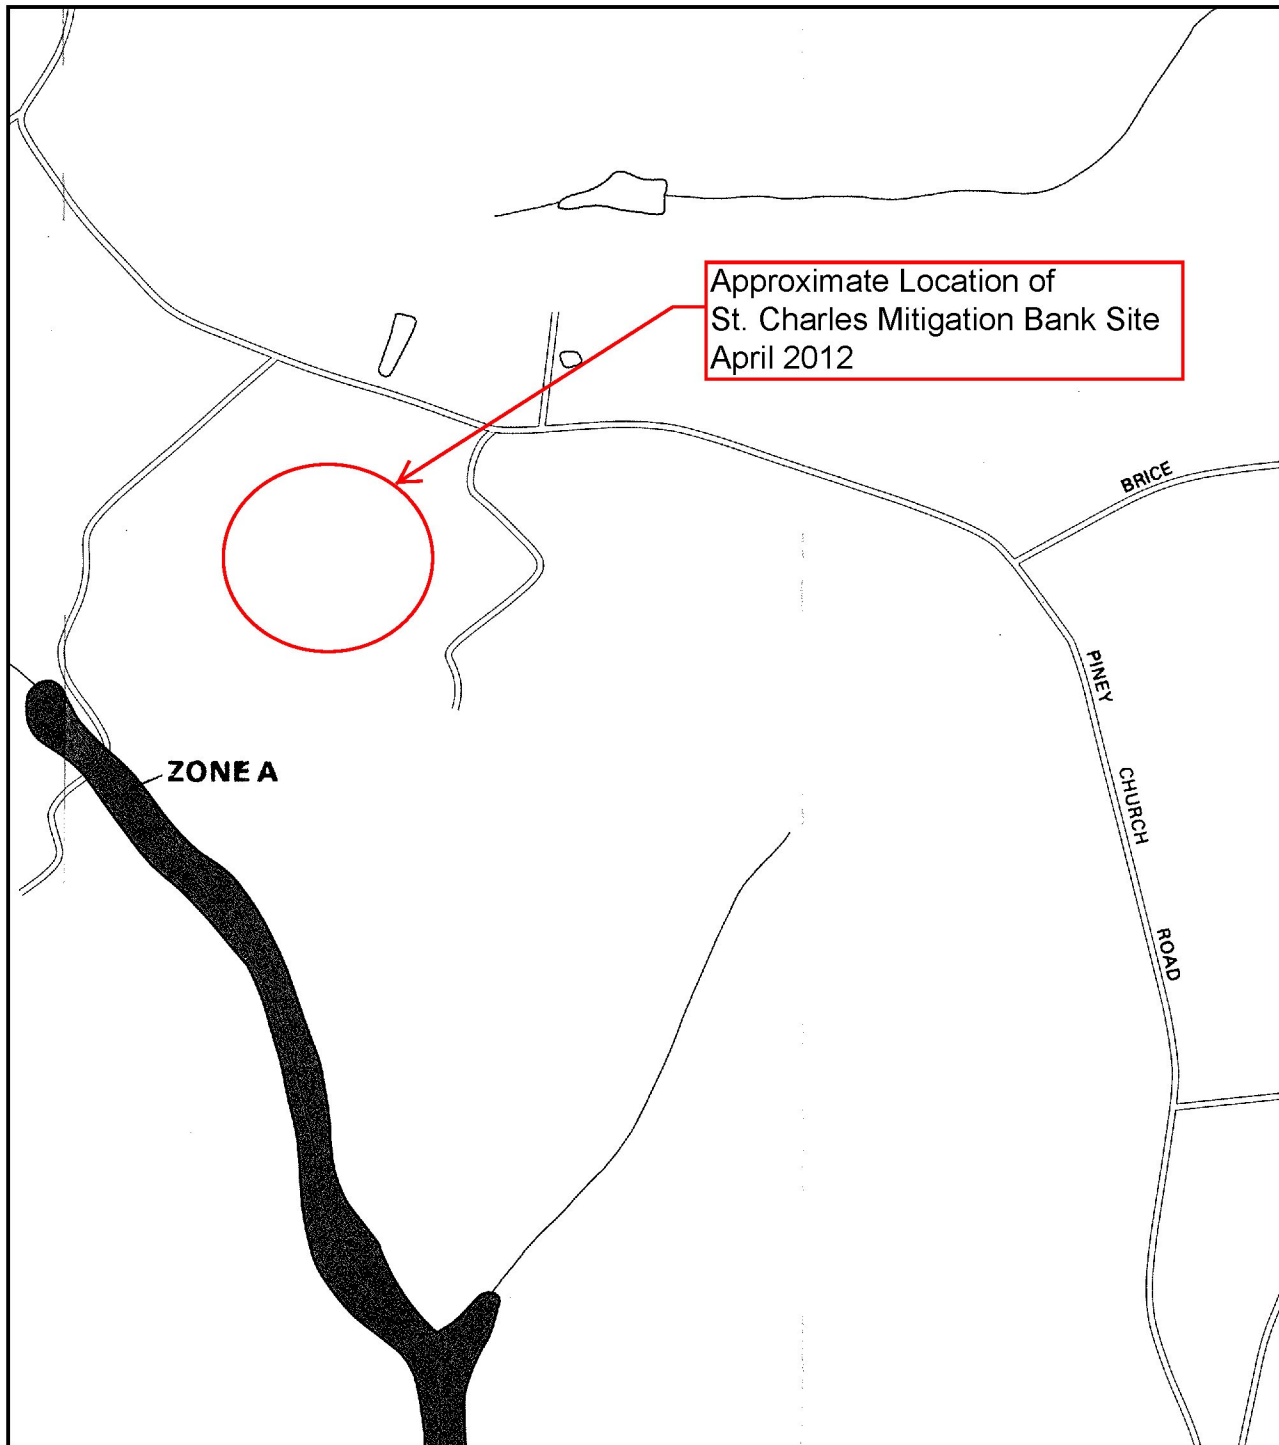 Approximate Location of
St. Charles Mitigation Bank Site
April 2012
BRICE
PINEY
CHURCH
ROAD
ZONE A